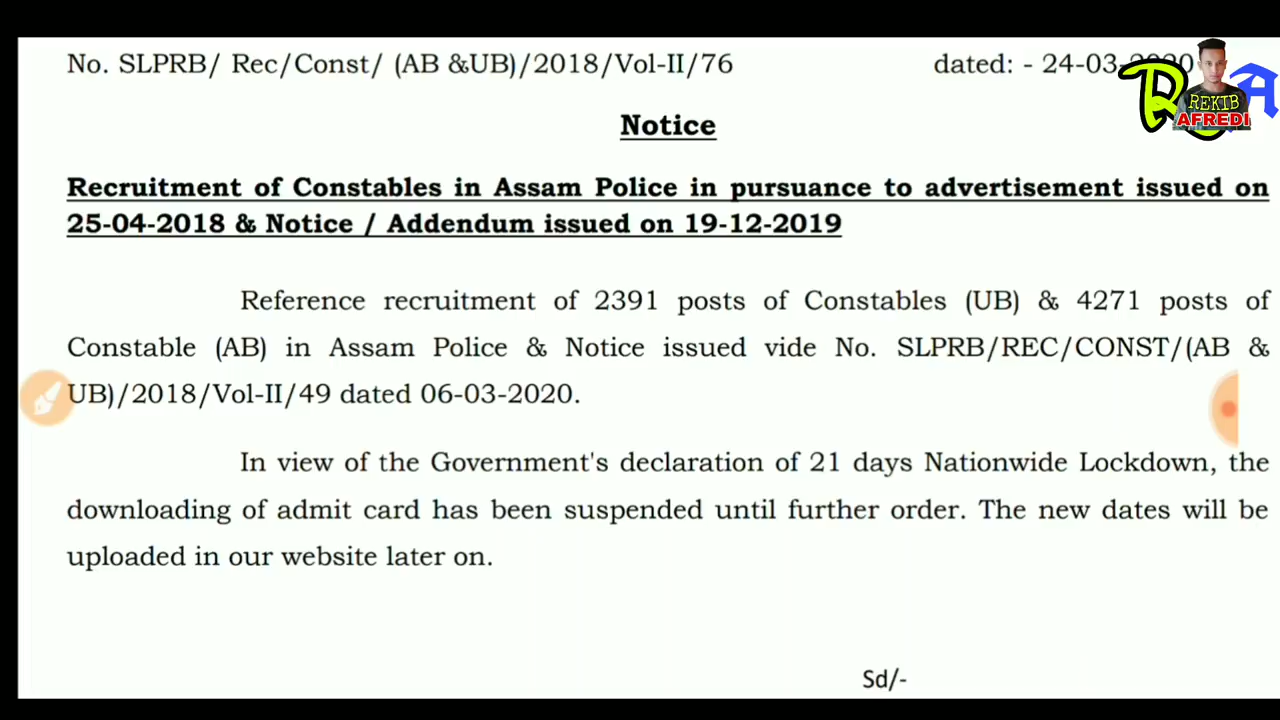 No. SLPRB/ Rec/Const/ (AB &UB)/2018/Vol-II/76 dated: - 24-03-2020
REKIB
AFREDI
Notice
Recruitment of Constables in Assam Police in pursuance to advertisement issued on
25-04-2018 & Notice / Addendum issued on 19-12-2019
Reference recruitment of 2391 posts of Constables (UB) & 4271 posts of
Constable (AB) in Assam Police & Notice issued vide No. SLPRB/REC/CONST/(AB &
UB)/2018/Vol-II/49 dated 06-03-2020.
In view of the Government's declaration of 21 days Nationwide Lockdown, the
downloading of admit card has been suspended until further order. The new dates will be
uploaded in our website later on.
Sd/-